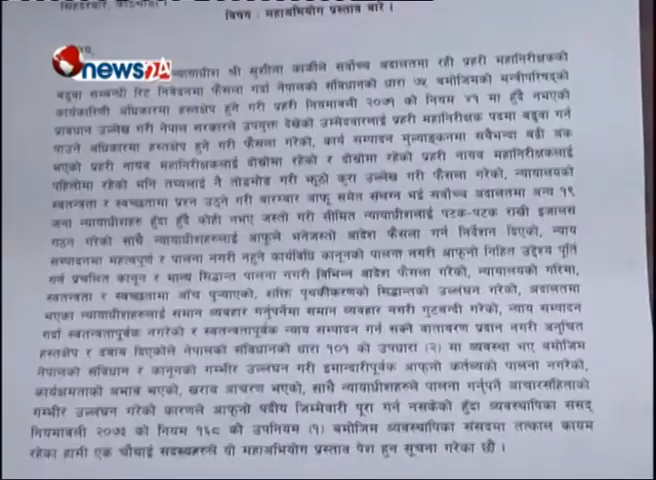 सिंहदरबार, काठमाडौं ।
विषय : महाअभियोग प्रस्ताव बारे ।
news24
न्यायाधीश श्री सुशीला कार्कीले सर्वोच्च अदालतमा रही प्रहरी महानिरीक्षकको
बढुवा सम्बन्धी रिट निवेदनमा फैसला गर्दा नेपालको संविधानको धारा ७५ बमोजिमको मन्त्रीपरिषद्को
कार्यकारिणी अधिकारमा हस्तक्षेप हुने गरी प्रहरी नियमावली २०७१ को नियम ४१ मा हुँदै नभएको
प्रावधान उल्लेख गरी नेपाल सरकारले उपयुक्त देखेको उम्मेदवारलाई प्रहरी महानिरीक्षक पदमा बढुवा गर्न
पाउने अधिकारमा हस्तक्षेप हुने गरी फैसला गरेको, कार्य सम्पादन मुल्याङ्कनमा सबैभन्दा बढी अंक
भएको प्रहरी नायव महानिरीक्षकलाई दोश्रोमा रहेको र दोश्रोमा रहेको प्रहरी नायव महानिरीक्षकलाई
पहिलोमा रहेको भनि तथ्यलाई नै तोडमोड गरी झूठो कुरा उल्लेख गरी फैसला गरेको, न्यायालयको
स्वतन्त्रता र स्वच्छतामा प्रश्न उठ्ने गरी बारम्बार आफू समेत संलग्न भई सर्वोच्च अदालतमा अन्य १९
जना न्यायाधीशहरु हुँदा हुँदै कोही नभए जस्तो गरी सीमित न्यायाधीशलाई पटक-पटक राखी इजालस
गठन गरेको साथै न्यायाधीशहरुलाई आफूले भनेजस्तो आदेश फैसला गर्न निर्देशन दिएको, न्याय
सम्पादनमा महत्वपूर्ण र पालना नगरी नहुने कार्यविधि कानूनको पालना नगरी आफ्नो निहित उद्देश्य पूर्ति
गर्न प्रचलित कानून र मान्य सिद्धान्त पालना नगरी विभिन्न आदेश फैसला गरेको, न्यायालयको गरिमा,
स्वतन्त्रता र स्वच्छतामा आँच पुऱ्याएको, शक्ति पृथकीकरणको सिद्धान्तको उल्लंघन गरेको, अदालतमा
भएका न्यायाधीशहरुलाई समान व्यवहार गर्नुपर्नेमा समान व्यवहार नगरी गुटबन्दी गरेको, न्याय सम्पादन
गर्दा स्वतन्त्रतापूर्वक नगरेको र स्वतन्त्रतापूर्वक न्याय सम्पादन गर्न सक्ने वातावरण प्रदान नगरी अनुचित
हस्तक्षेप र दबाब दिएकोले नेपालको संविधानको धारा १०१ को उपधारा (२) मा व्यवस्था भए बमोजिम
नेपालको संविधान र कानूनको गम्भीर उल्लंघन गरी इमान्दारीपूर्वक आफ्नो कर्तव्यको पालना नगरेको,
कार्यक्षमताको अभाव भएको, खराब आचरण भएको, साथै न्यायाधीशहरुले पालना गर्नुपर्ने आचारसंहिताको
गम्भीर उल्लंघन गरेको कारणले आफ्नो पदीय जिम्मेवारी पूरा गर्न नसकेको हुँदा व्यवस्थापिका संसद्
नियमावली २०७३ को नियम १६८ को उपनियम (१) बमोजिम व्यवस्थापिका संसदमा तत्काल कायम
रहेका हामी एक चौथाई सदस्यहरुले यो महाअभियोग प्रस्ताव पेश हुन सूचना गरेका छौं ।